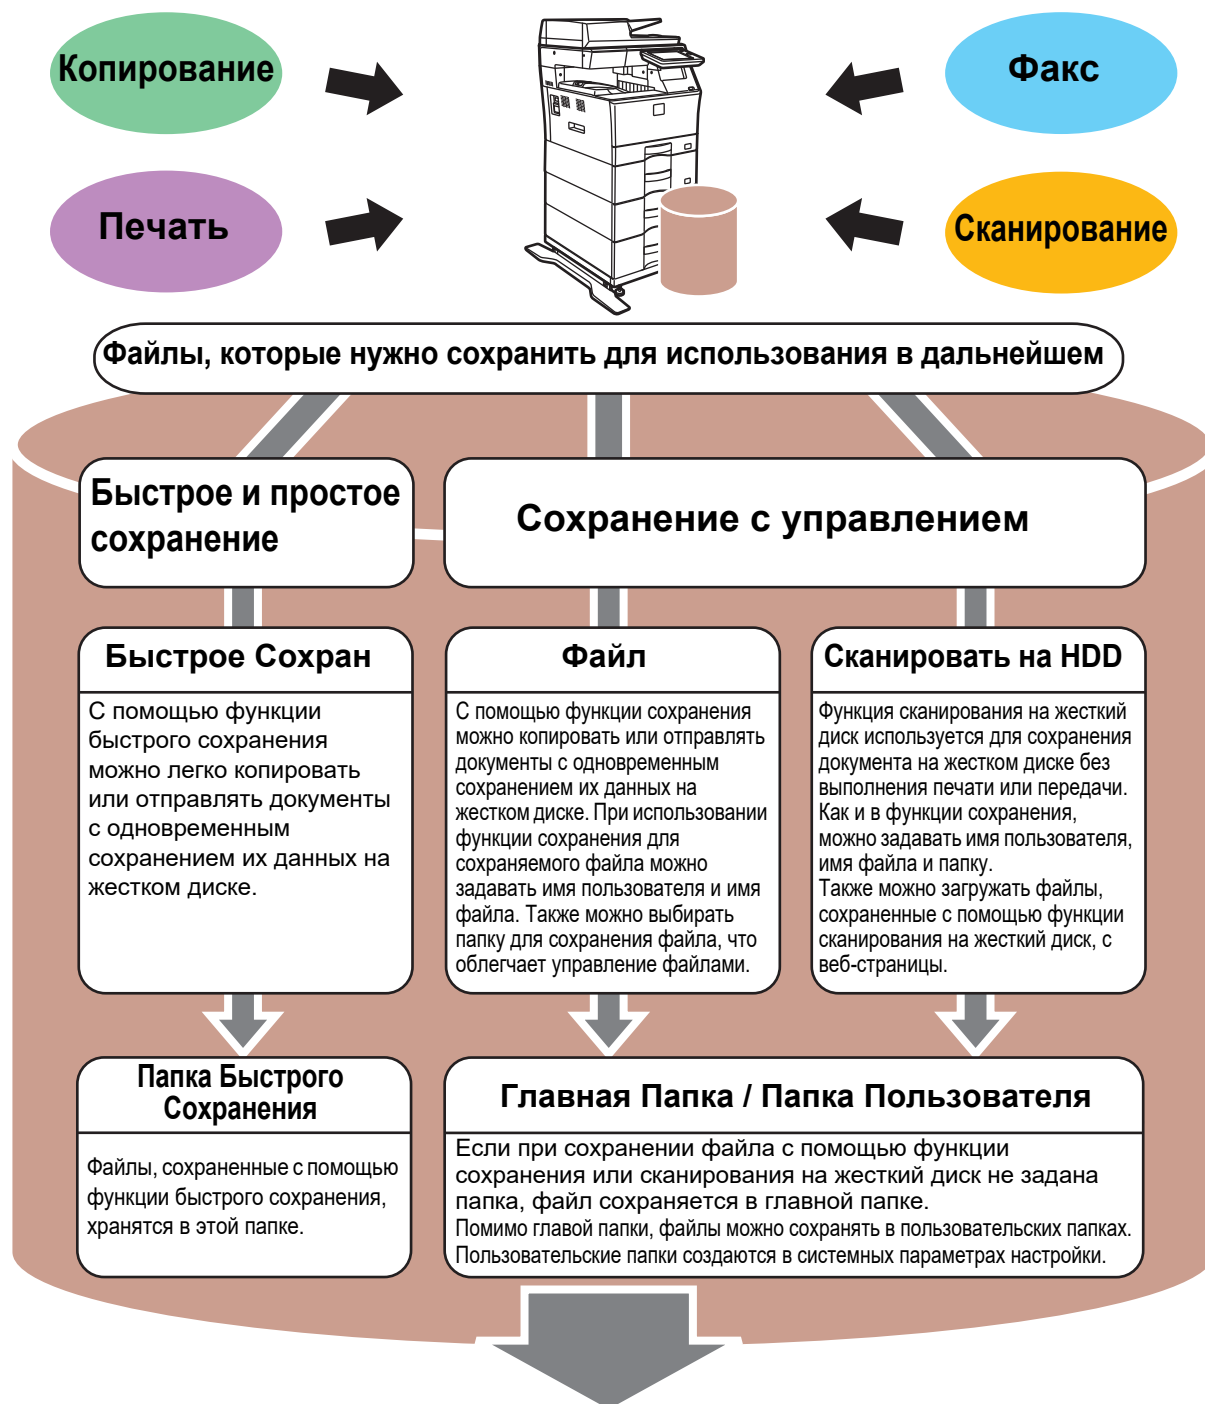 Копирование
Факс
Печать
Сканирование
Файлы, которые нужно сохранить для использования в дальнейшем
Быстрое и простое
сохранение
Сохранение с управлением
Быстрое Сохран
С помощью функции
быстрого сохранения
можно легко копировать
или отправлять документы
с одновременным
сохранением их данных на
жестком диске.
Файл
С помощью функции сохранения
можно копировать или отправлять
документы с одновременным
сохранением их данных на
жестком диске. При использовании
функции сохранения для
сохраняемого файла можно
задавать имя пользователя и имя
файла. Также можно выбирать
папку для сохранения файла, что
облегчает управление файлами.
Сканировать на HDD
Функция сканирования на жесткий
диск используется для сохранения
документа на жестком диске без
выполнения печати или передачи.
Как и в функции сохранения,
можно задавать имя пользователя,
имя файла и папку.
Также можно загружать файлы,
сохраненные с помощью функции
сканирования на жесткий диск, с
веб-страницы.
Папка Быстрого
Сохранения
Файлы, сохраненные с помощью
функции быстрого сохранения,
хранятся в этой папке.
Главная Папка / Папка Пользователя
Если при сохранении файла с помощью функции
сохранения или сканирования на жесткий диск не задана
папка, файл сохраняется в главной папке.
Помимо главой папки, файлы можно сохранять в пользовательских папках.
Пользовательские папки создаются в системных параметрах настройки.